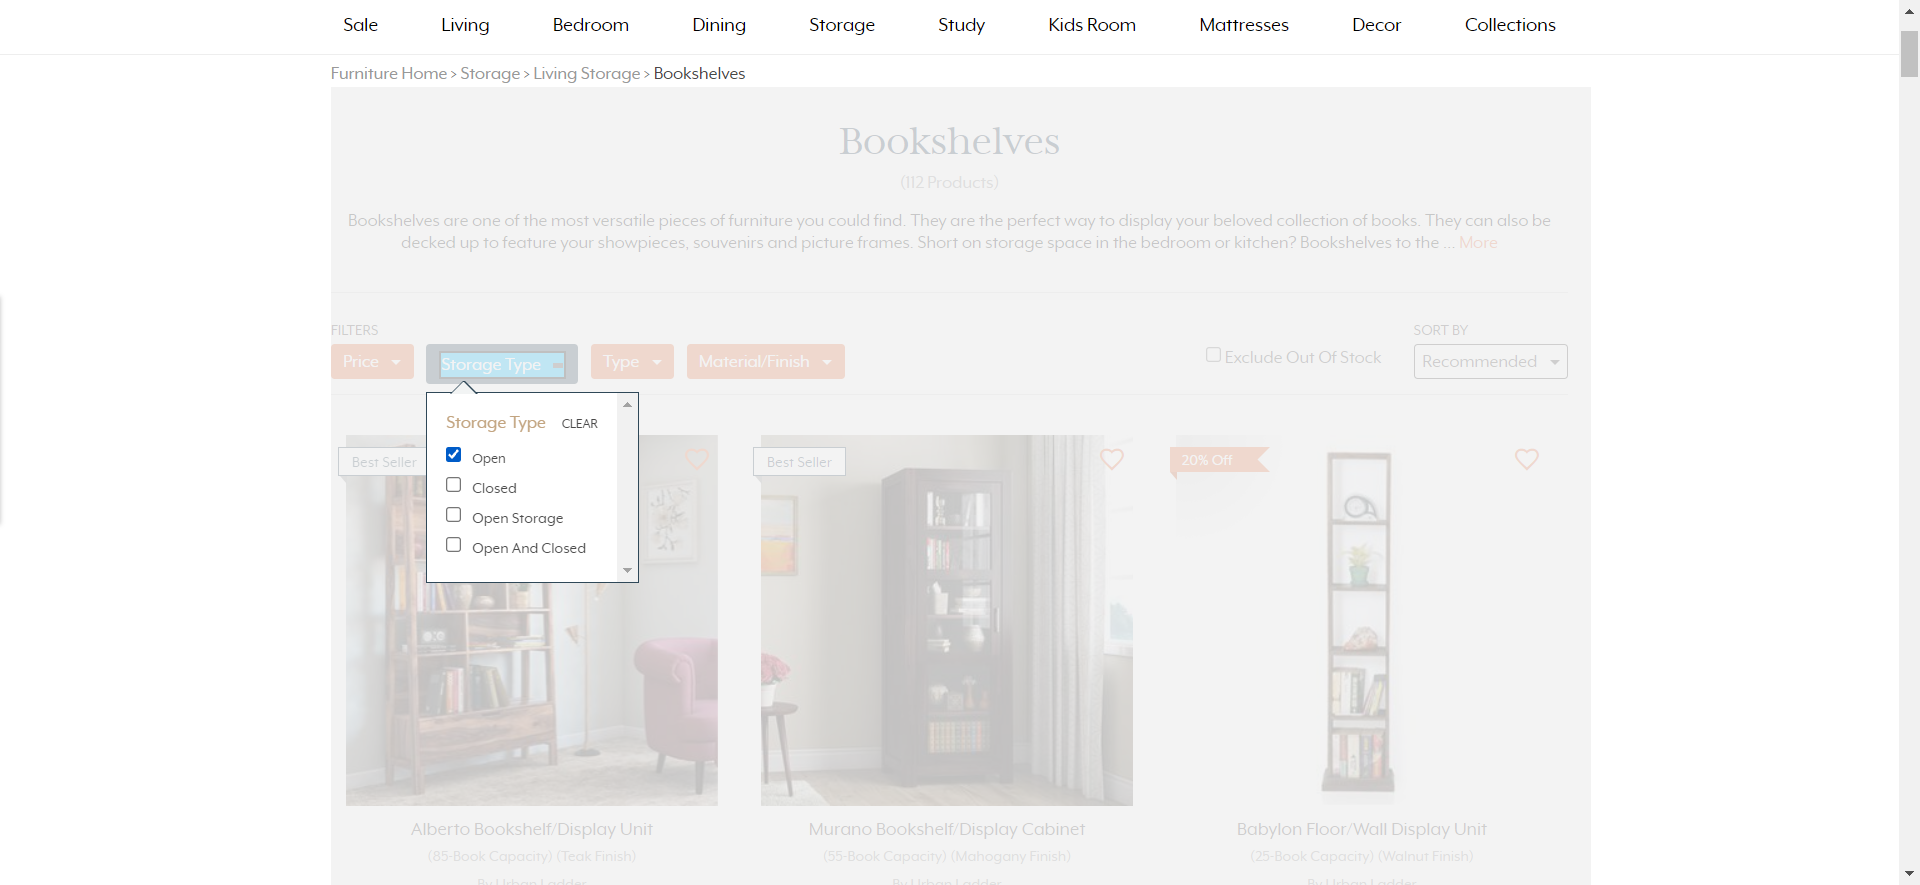 Sale Living Bedroom Dining Storage Study Kids Room Mattresses Decor Collections
Furniture Home > Storage > Living Storage > Bookshelves
Bookshelves
(112 Products)
Bookshelves are one of the most versatile pieces of furniture you could find. They are the perfect way to display your beloved collection of books. They can also be
decked up to feature your showpieces, souvenirs and picture frames. Short on storage space in the bedroom or kitchen? Bookshelves to the ... More
FILTERS
SORT BY
Price Storage Type Type Material/Finish Exclude Out Of Stock Recommended
Storage Type CLEAR
Open
Closed
Open Storage
Open And Closed
Best Seller
Best Seller
20% Off
Alberto Bookshelf/Display Unit
(85-Book Capacity) (Teak Finish)
By Urban Ladder
Murano Bookshelf/Display Cabinet
(55-Book Capacity) (Mahogany Finish)
By Urban Ladder
Babylon Floor/Wall Display Unit
(25-Book Capacity) (Walnut Finish)
By Urban Ladder